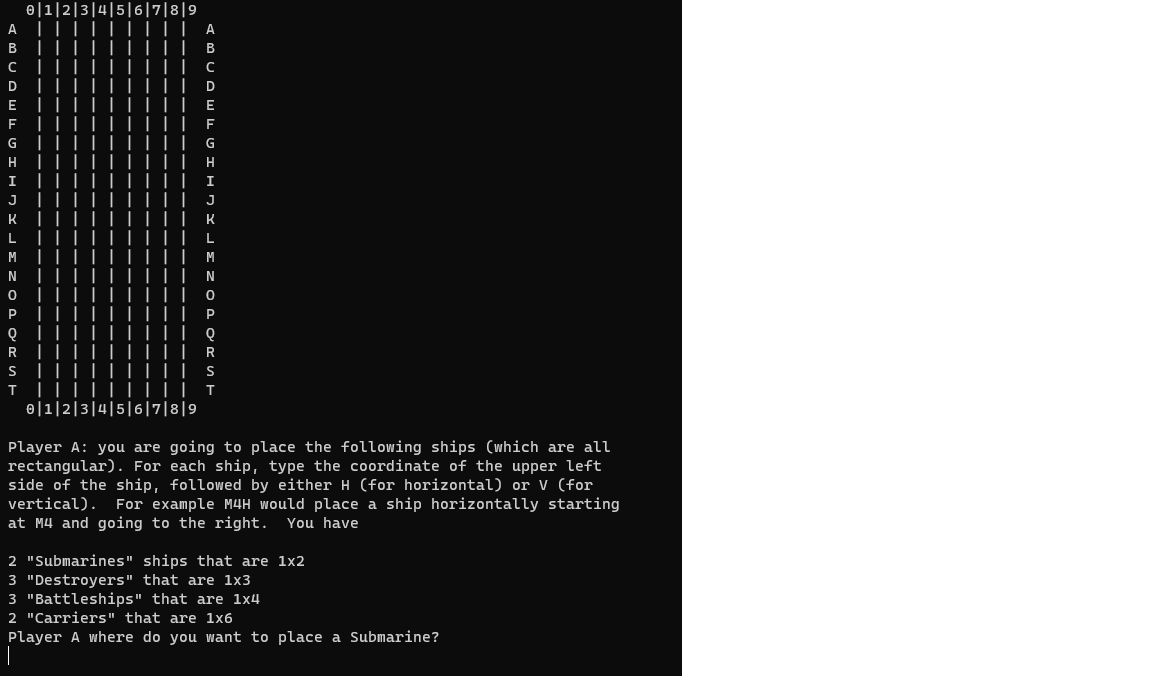 0|1|2|3|4|5|6|7|8|9
A  | | | | | | | | |  A
B  | | | | | | | | |  B
C  | | | | | | | | |  C
D  | | | | | | | | |  D
E  | | | | | | | | |  E
F  | | | | | | | | |  F
G  | | | | | | | | |  G
H  | | | | | | | | |  H
I  | | | | | | | | |  I
J  | | | | | | | | |  J
K  | | | | | | | | |  K
L  | | | | | | | | |  L
M  | | | | | | | | |  M
N  | | | | | | | | |  N
O  | | | | | | | | |  O
P  | | | | | | | | |  P
Q  | | | | | | | | |  Q
R  | | | | | | | | |  R
S  | | | | | | | | |  S
T  | | | | | | | | |  T
  0|1|2|3|4|5|6|7|8|9
Player A: you are going to place the following ships (which are all
rectangular). For each ship, type the coordinate of the upper left
side of the ship, followed by either H (for horizontal) or V (for
vertical).  For example M4H would place a ship horizontally starting
at M4 and going to the right.  You have
2 "Submarines" ships that are 1x2
3 "Destroyers" that are 1x3
3 "Battleships" that are 1x4
2 "Carriers" that are 1x6
Player A where do you want to place a Submarine?